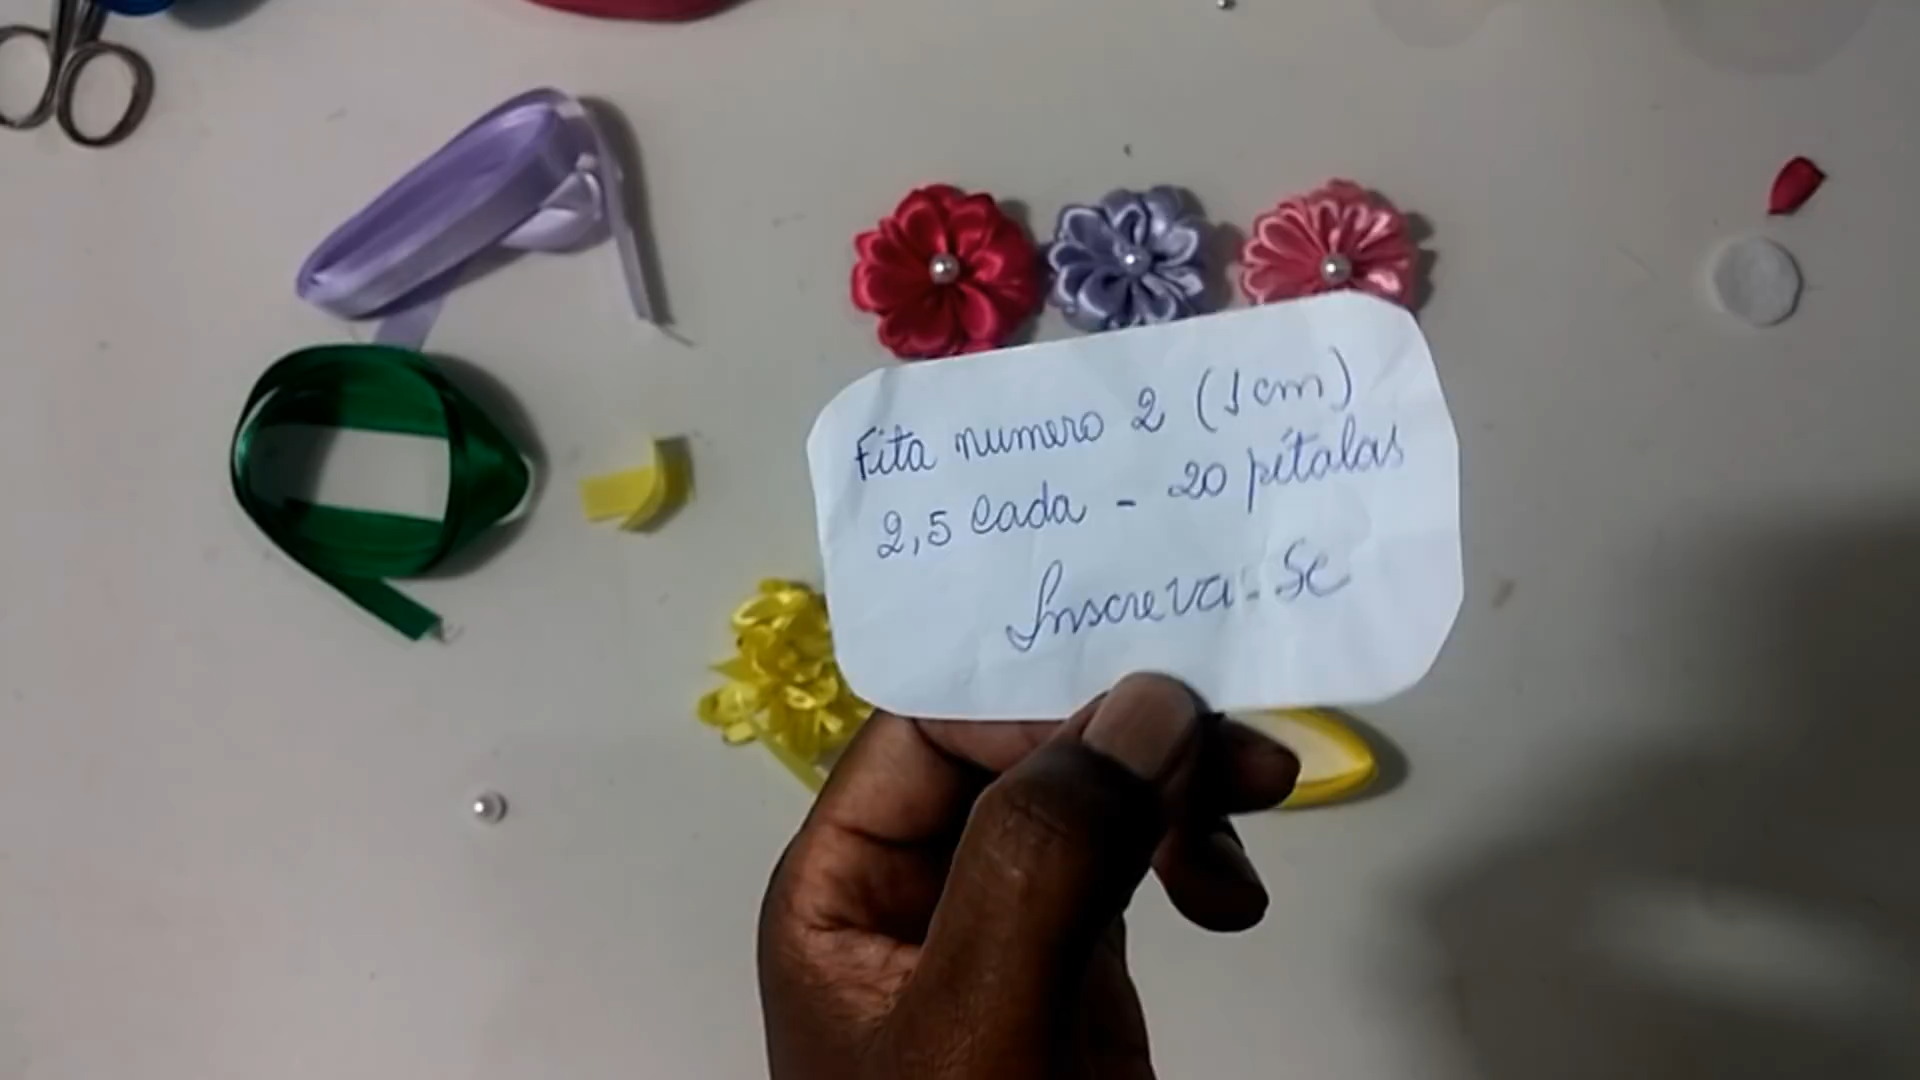 Fita numero 2 (1cm)
2,5 Cada - 20 pétalas
Inscreva-Se